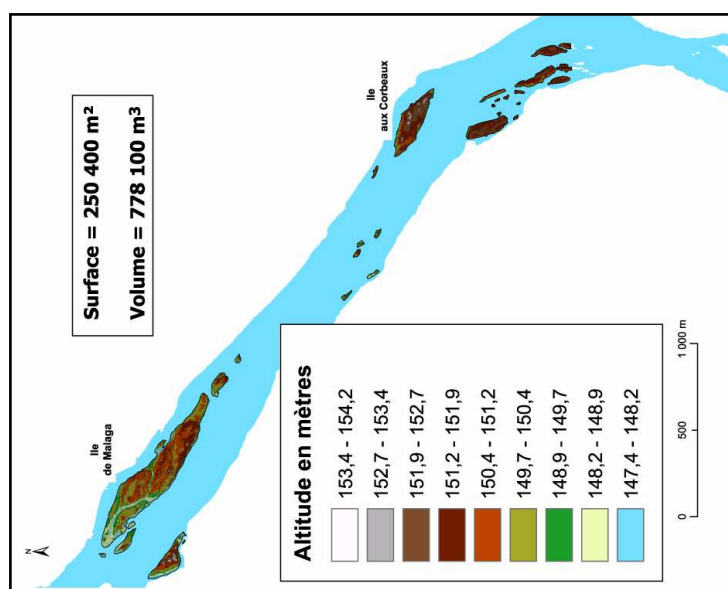 N
Ile
de Malaga
Ile
aux Corbeaux
Surface = 250 400 m²
Volume = 778 100 m³
Altitude en mètres
153,4 - 154,2
152,7 - 153,4
151,9 - 152,7
151,2 - 151,9
150,4 - 151,2
149,7 - 150,4
148,9 - 149,7
148,2 - 148,9
147,4 - 148,2
0
500
1 000 m